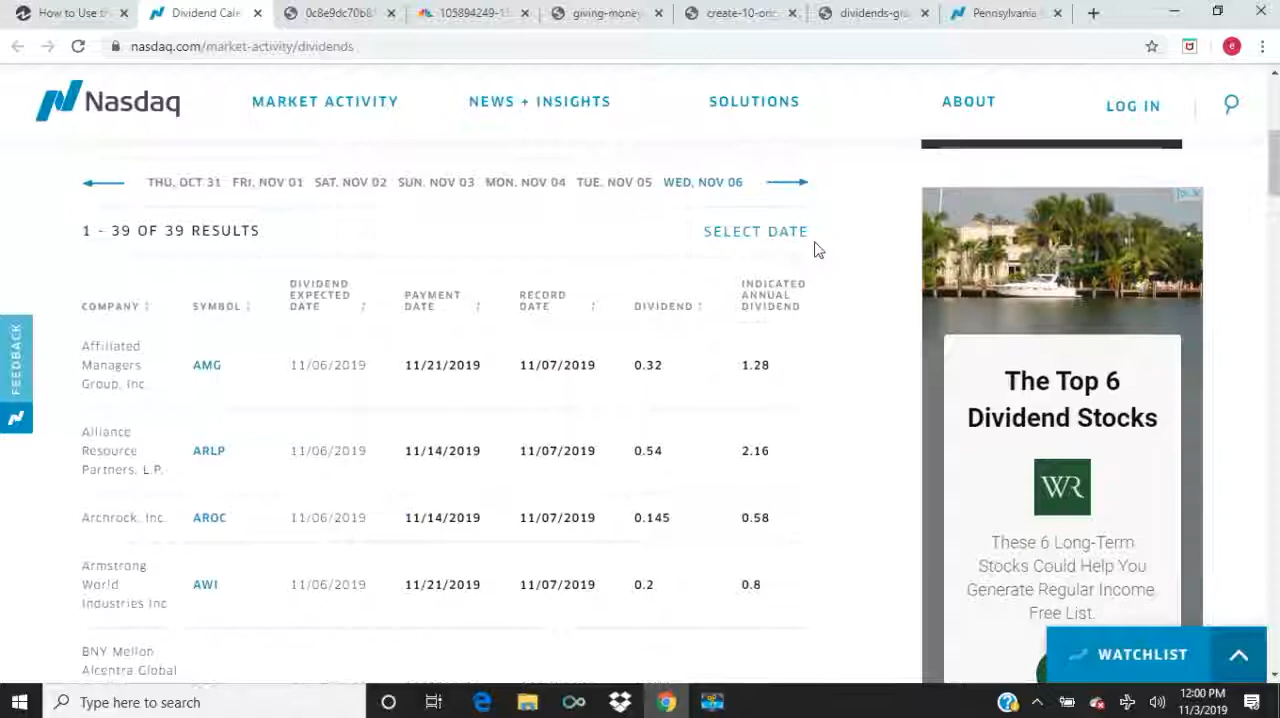 How to Use th
Dividend Cale
0c8e9dc70b8
105894249-15
giving-money
create-10-on
dividends-gra
Pennsylvania
nasdaq.com/market-activity/dividends
Nasdaq
MARKET ACTIVITY
NEWS + INSIGHTS
SOLUTIONS
ABOUT
LOG IN
THU, OCT 31 FRI, NOV 01 SAT, NOV 02 SUN, NOV 03 MON, NOV 04 TUE, NOV 05 WED, NOV 06
1 - 39 OF 39 RESULTS
SELECT DATE
COMPANY
SYMBOL
DIVIDEND
EXPECTED
DATE
PAYMENT
DATE
RECORD
DATE
DIVIDEND
INDICATED
ANNUAL
DIVIDEND
Affiliated
Managers
Group, Inc.
AMG 11/06/2019 11/21/2019 11/07/2019 0.32 1.28
Alliance
Resource
Partners, L.P.
ARLP 11/06/2019 11/14/2019 11/07/2019 0.54 2.16
Archrock, Inc. AROC 11/06/2019 11/14/2019 11/07/2019 0.145 0.58
Armstrong
World
Industries Inc
AWI 11/06/2019 11/21/2019 11/07/2019 0.2 0.8
BNY Mellon
Alcentra Global
FEEDBACK
The Top 6
Dividend Stocks
WR
These 6 Long-Term
Stocks Could Help You
Generate Regular Income
Free List.
WATCHLIST
Type here to search
12:00 PM
11/3/2019